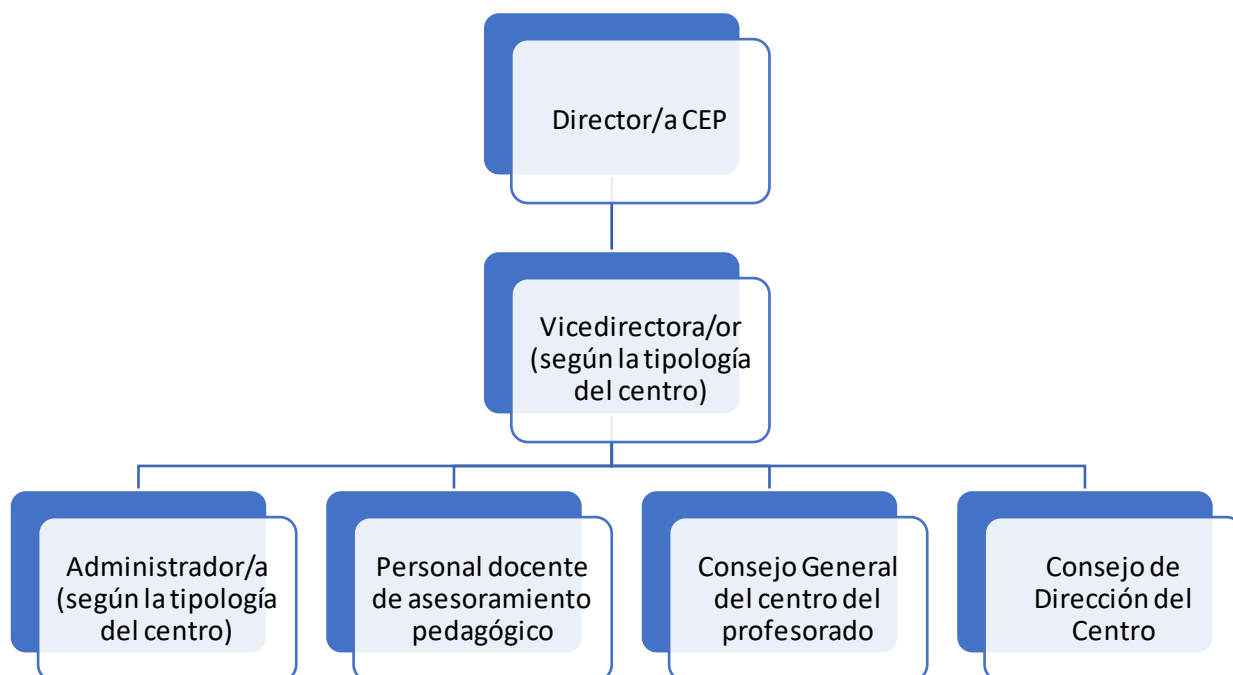 Director/a CEP
Vicedirectora/or
(según la tipología
del centro)
Administrador/a
(según la tipología
del centro)
Personal docente
de asesoramiento
pedagógico
Consejo General
del centro del
profesorado
Consejo de
Dirección del
Centro